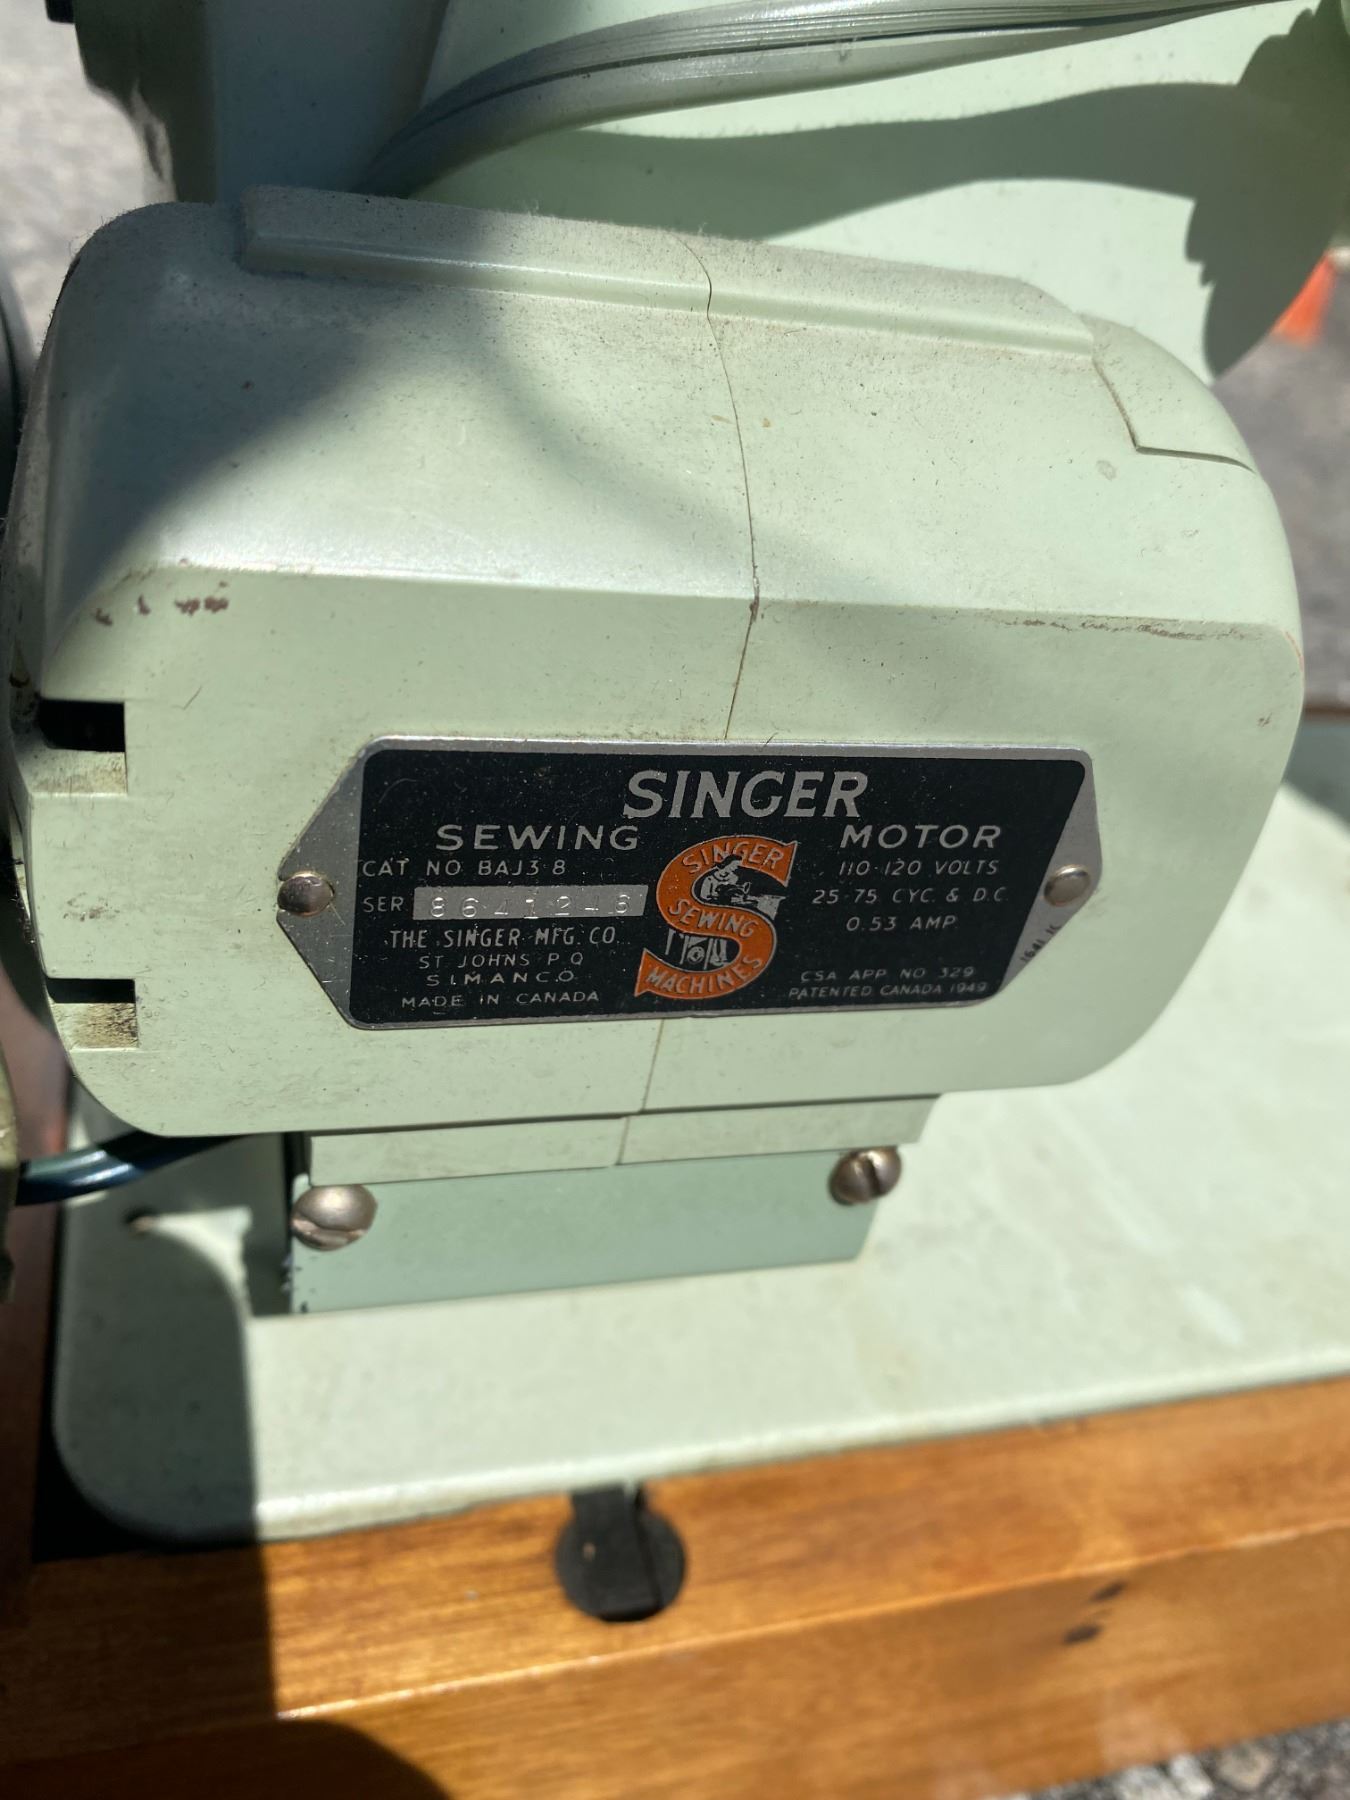 SINGER
SEWING MOTOR
CAT NO BAJ3·8
SER 8641246
THE SINGER MFG. CO.
ST JOHNS P Q
SIMANCO
MADE IN CANADA
SINGER
SEWING
MACHINES
110-120 VOLTS
25-75 CYC. & D.C.
0.53 AMP
CSA APP NO 329
PATENTED CANADA 1949